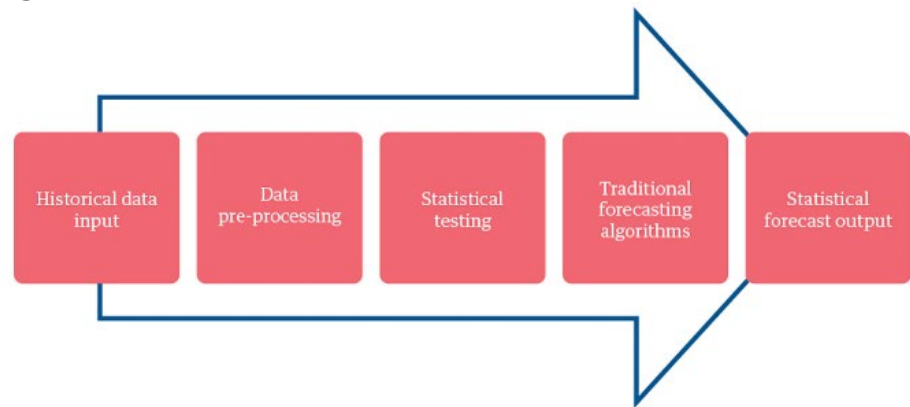 Historical data
input
Data
pre-processing
Statistical
testing
Traditional
forecasting
algorithms
Statistical
forecast output